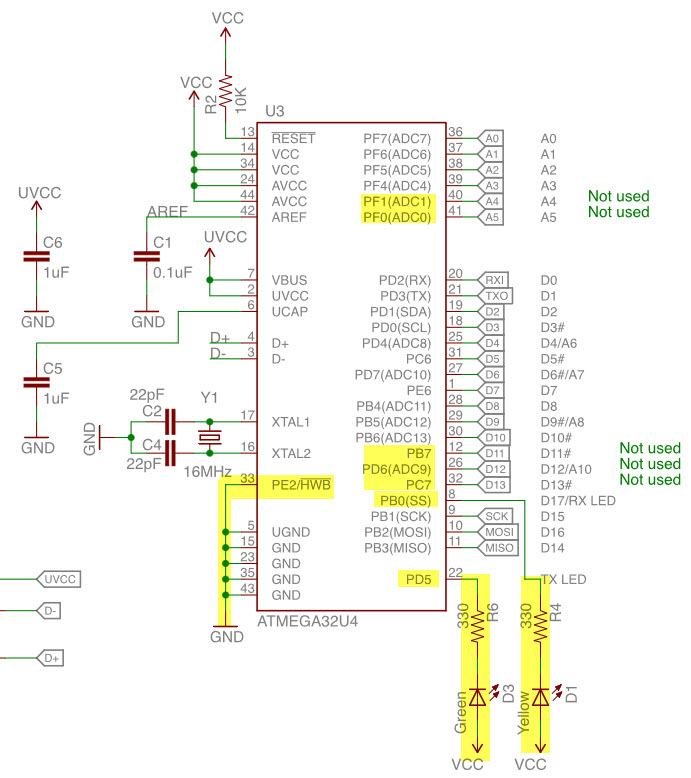 VCC
VCC
R2
10K
U3
13 RESET PF7(ADC7) 36 A0 A0
14 VCC PF6(ADC6) 37 A1 A1
34 VCC PF5(ADC5) 38 A2 A2
24 AVCC PF4(ADC4) 39 A3 A3
44 AVCC PF1(ADC1) 40 A4 A4 Not used
42 AREF PF0(ADC0) 41 A5 A5 Not used
AREF
UVCC
C6
1uF
GND
C1
0.1uF
GND
UVCC
7 VBUS PD2(RX) 20 RXI D0
2 UVCC PD3(TX) 21 TXO D1
6 UCAP PD1(SDA) 19 D2 D2
PD0(SCL) 18 D3 D3#
D+ 4 D+ PD4(ADC8) 25 D4 D4/A6
D- 3 D- PC6 31 D5 D5#
PD7(ADC10) 27 D6 D6#/A7
PE6 1 D7 D7
C5
1uF
GND
PB4(ADC11) 28 D8 D8
17 XTAL1 PB5(ADC12) 29 D9 D9#/A8
PB6(ADC13) 30 D10 D10#
16 XTAL2 PB7 12 D11 D11# Not used
PD6(ADC9) 26 D12 D12/A10 Not used
33 PE2/HWB PC7 32 D13 D13# Not used
22pF
C2
Y1
GND
C4
22pF
16MHz
PB0(SS) 8 D17/RX LED
PB1(SCK) 9 SCK D15
5 UGND PB2(MOSI) 10 MOSI D16
15 GND PB3(MISO) 11 MISO D14
23 GND
35 GND PD5 22 TX LED
43 GND
GND
ATMEGA32U4
UVCC
D-
D+
330
R6
330
R4
Green
D3
Yellow
D1
VCC
VCC